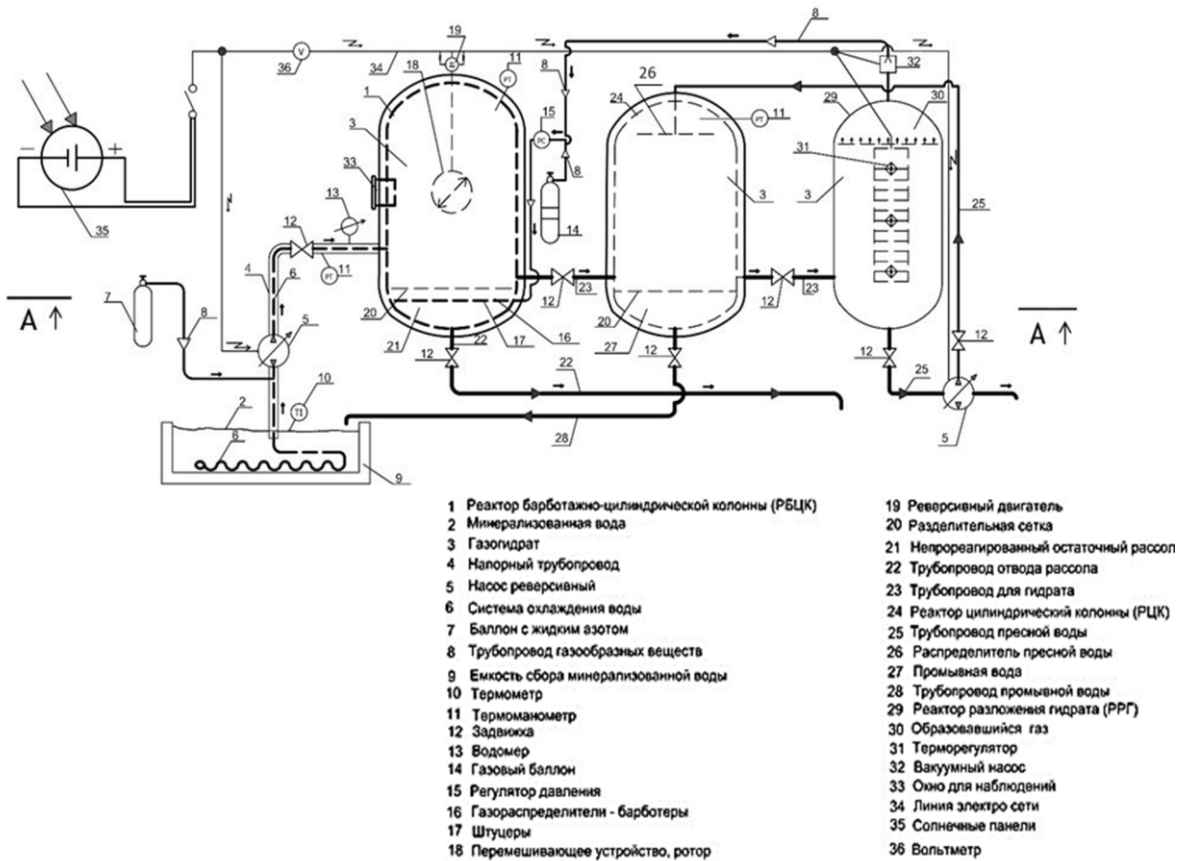 8
19
11
18
32
V
36
34
РТ
26
29
30
1
24
8
3
15
РС
РТ
11
33
31
8
13
3
3
25
12
14
35
РТ
11
4
6
12
23
12
23
7
A
A
8
5
20
21
22
17
16
20
27
12
12
12
12
10
22
25
TI
2
6
28
5
9
1 Реактор барботажно-цилиндрической колонны (РБЦК)
2 Минерализованная вода
3 Газогидрат
4 Напорный трубопровод
5 Насос реверсивный
6 Система охлаждения воды
7 Баллон с жидким азотом
8 Трубопровод газообразных веществ
9 Емкость сбора минерализованной воды
10 Термометр
11 Термоманометр
12 Задвижка
13 Водомер
14 Газовый баллон
15 Регулятор давления
16 Газораспределители - барботеры
17 Штуцеры
18 Перемешивающее устройство, ротор
19 Реверсивный двигатель
20 Разделительная сетка
21 Непрореагированный остаточный рассол
22 Трубопровод отвода рассола
23 Трубопровод для гидрата
24 Реактор цилиндрический колонны (РЦК)
25 Трубопровод пресной воды
26 Распределитель пресной воды
27 Промывная вода
28 Трубопровод промывной воды
29 Реактор разложения гидрата (РРГ)
30 Образовавшийся газ
31 Терморегулятор
32 Вакуумный насос
33 Окно для наблюдений
34 Линия электро сети
35 Солнечные панели
36 Вольтметр